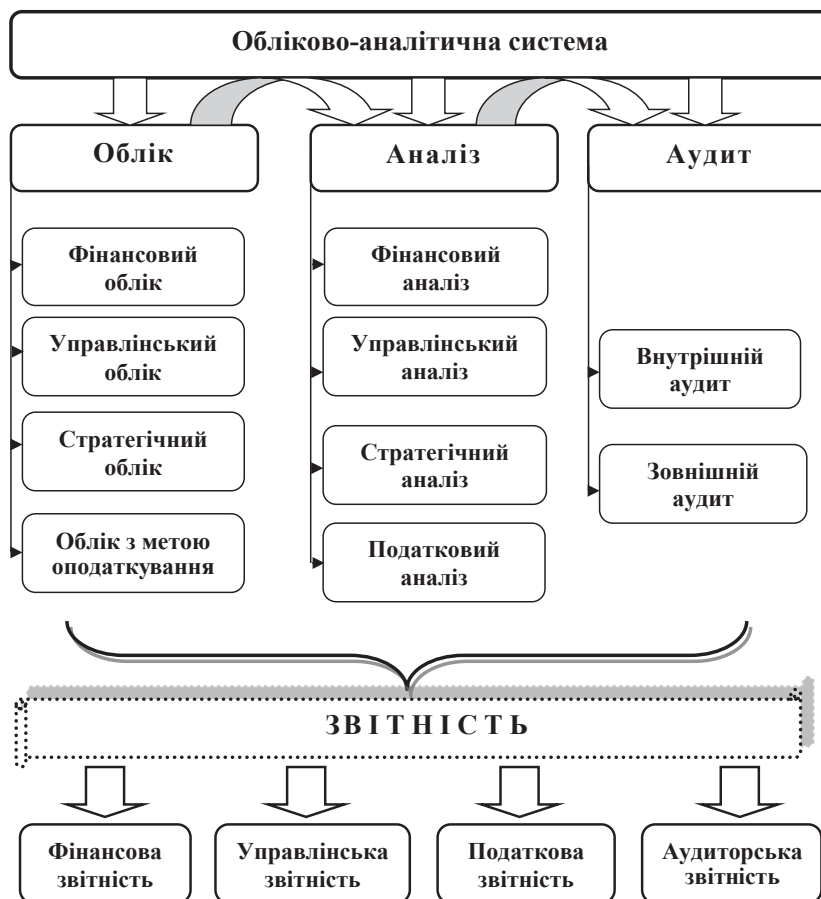 Обліково-аналітична система
Облік
Аналіз
Аудит
Фінансовий
облік
Управлінський
облік
Стратегічний
облік
Облік з метою
оподаткування
Фінансовий
аналіз
Управлінський
аналіз
Стратегічний
аналіз
Податковий
аналіз
Внутрішній
аудит
Зовнішній
аудит
ЗВІТНІСТЬ
Фінансова
звітність
Управлінська
звітність
Податкова
звітність
Аудиторська
звітність